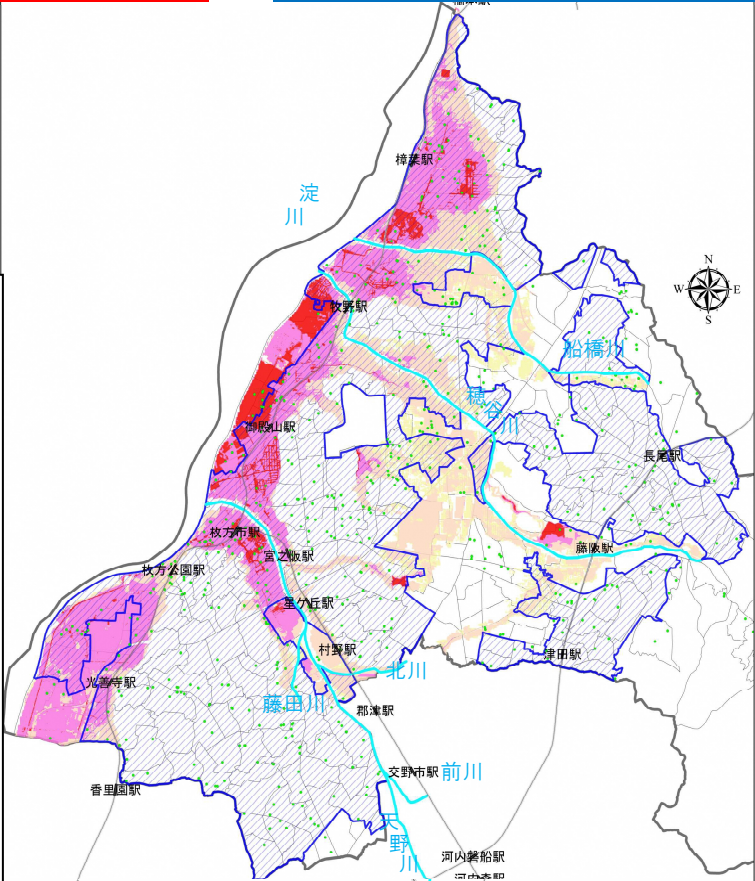 樟葉駅
淀
川
N
W
E
S
牧野駅
船橋川
穂
谷
川
御殿山駅
長尾駅
枚方市駅
藤阪駅
宮之阪駅
枚方公園駅
星ケ丘駅
村野駅
津田駅
北川
光善寺駅
藤田川
郡津駅
交野市駅
前川
香里園駅
天
野
川
河内磐船駅